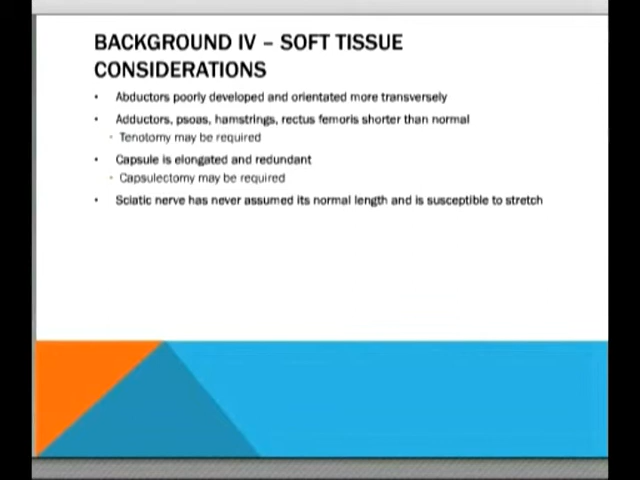 BACKGROUND IV – SOFT TISSUE
CONSIDERATIONS
• Abductors poorly developed and orientated more transversely
• Adductors, psoas, hamstrings, rectus femoris shorter than normal
• Tenotomy may be required
• Capsule is elongated and redundant
• Capsulectomy may be required
• Sciatic nerve has never assumed its normal length and is susceptible to stretch